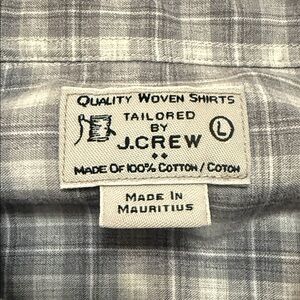 QUALITY WOVEN SHIRTS
TAILORED
BY
J.CREW
L
MADE OF 100% COTTON / COTON
MADE IN
MAURITIUS